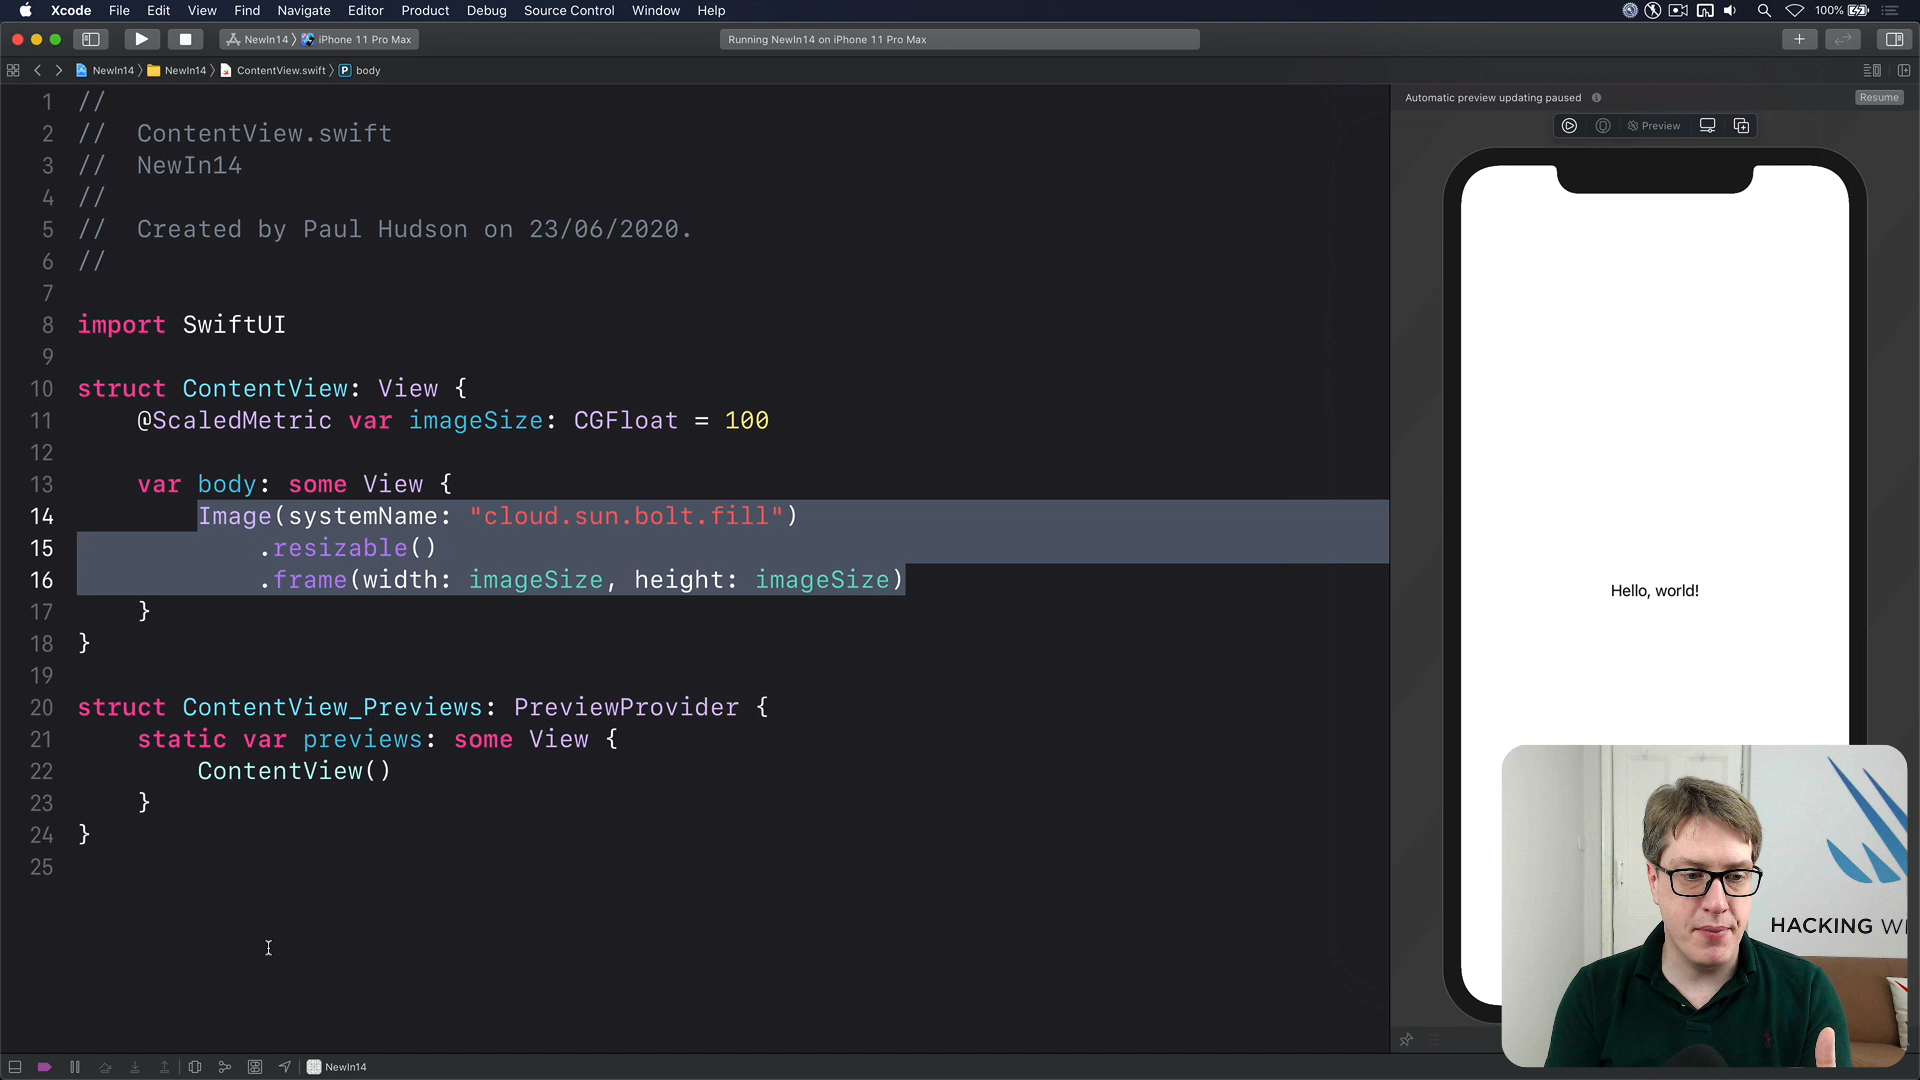 Xcode File Edit View Find Navigate Editor Product Debug Source Control Window Help 100%
NewIn14 iPhone 11 Pro Max Running NewIn14 on iPhone 11 Pro Max
NewIn14 NewIn14 ContentView.swift P body
1 //
2 //  ContentView.swift
3 //  NewIn14
4 //
5 //  Created by Paul Hudson on 23/06/2020.
6 //
7
8 import SwiftUI
9
10 struct ContentView: View {
11     @ScaledMetric var imageSize: CGFloat = 100
12
13     var body: some View {
14         Image(systemName: "cloud.sun.bolt.fill")
15             .resizable()
16             .frame(width: imageSize, height: imageSize)
17     }
18 }
19
20 struct ContentView_Previews: PreviewProvider {
21     static var previews: some View {
22         ContentView()
23     }
24 }
25
Automatic preview updating paused Resume
Preview
Hello, world!
HACKING WI
NewIn14